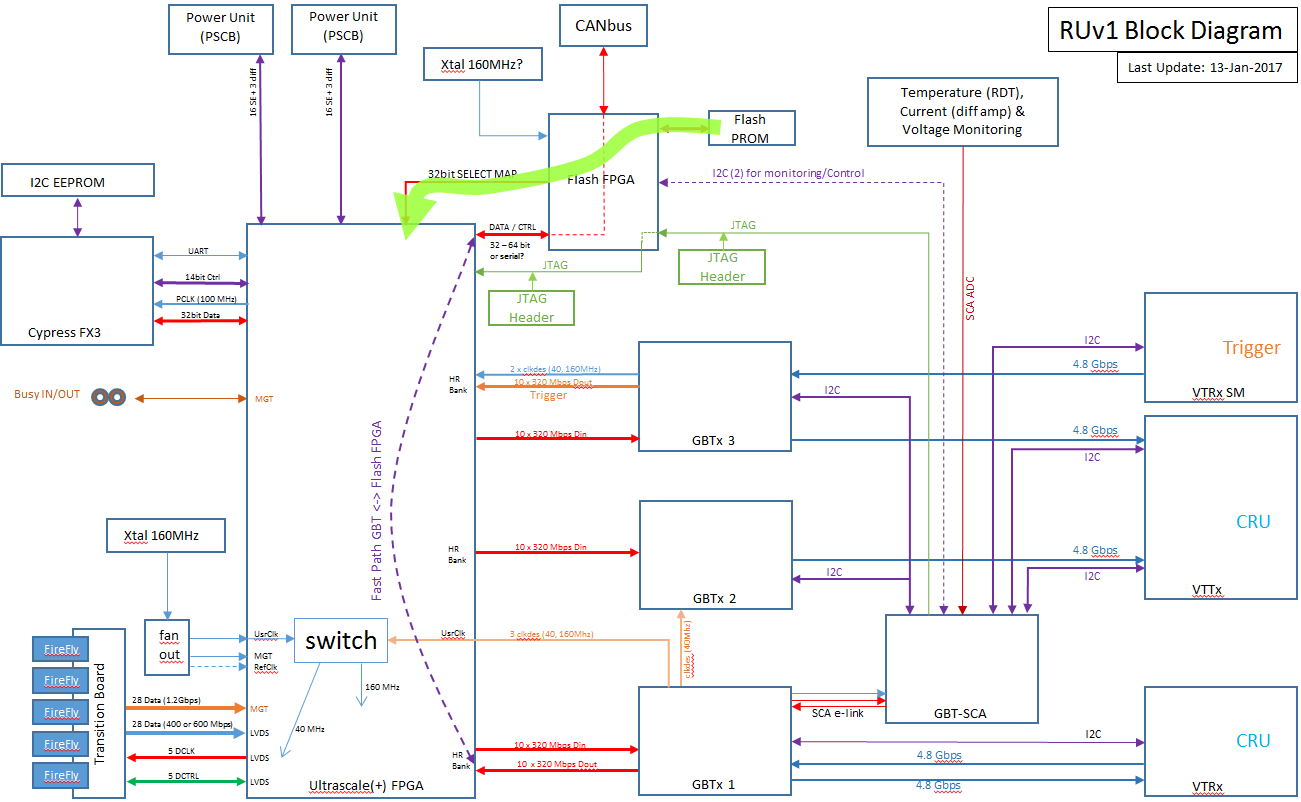 RUv1 Block Diagram
Last Update: 13-Jan-2017
Power Unit
(PSCB)
Power Unit
(PSCB)
CANbus
Xtal 160MHz?
Flash
PROM
Temperature (RDT),
Current (diff amp) &
Voltage Monitoring
16 SE + 3 diff
16 SE + 3 diff
32bit SELECT MAP
Flash FPGA
I2C (2) for monitoring/Control
I2C EEPROM
UART
14bit Ctrl
PCLK (100 MHz)
32bit Data
Cypress FX3
DATA / CTRL
32 – 64 bit
or serial?
JTAG
JTAG
Header
JTAG
JTAG
Header
SCA ADC
Busy IN/OUT
MGT
HR
Bank
2 x clkdes (40, 160MHz)
10 x 320 Mbps Dout
Trigger
10 x 320 Mbps Din
GBTx 3
I2C
I2C
4.8 Gbps
Trigger
VTRx SM
4.8 Gbps
I2C
CRU
4.8 Gbps
I2C
VTTx
Fast Path GBT <-> Flash FPGA
HR
Bank
10 x 320 Mbps Din
GBTx 2
I2C
Xtal 160MHz
fan
out
UsrClk
MGT
RefClk
switch
UsrClk
3 clkdes (40, 160MHz)
clkdes (40Mhz)
160 MHz
40 MHz
FireFly
FireFly
FireFly
FireFly
FireFly
Transition Board
28 Data (1.2Gbps)
MGT
28 Data (400 or 600 Mbps)
LVDS
5 DCLK
LVDS
5 DCTRL
LVDS
Ultrascale(+) FPGA
HR
Bank
10 x 320 Mbps Din
10 x 320 Mbps Dout
GBTx 1
SCA e-link
GBT-SCA
I2C
4.8 Gbps
4.8 Gbps
CRU
VTRx